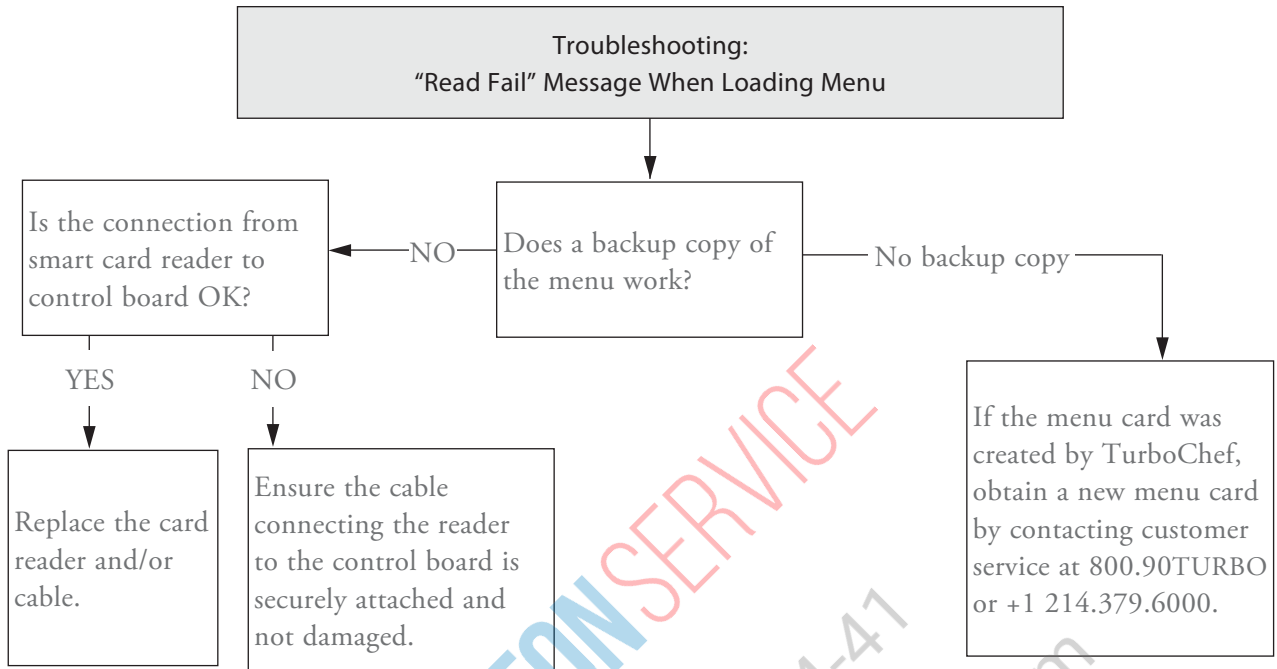 Troubleshooting:
“Read Fail” Message When Loading Menu
Is the connection from
smart card reader to
control board OK?
NO
Does a backup copy of
the menu work?
No backup copy
YES
NO
Replace the card
reader and/or
cable.
Ensure the cable
connecting the reader
to the control board is
securely attached and
not damaged.
If the menu card was
created by TurboChef,
obtain a new menu card
by contacting customer
service at 800.90TURBO
or +1 214.379.6000.
SERVICE